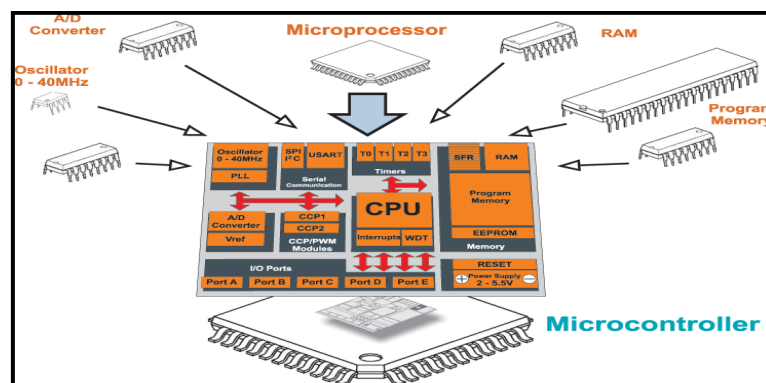 A/D
Converter
Microprocessor
RAM
Oscillator
0 - 40MHz
Program
Memory
Oscillator
0 - 40MHz
PLL
SPI
I²C
USART
Serial
Communication
T0 T1 T2 T3
Timers
SFR
RAM
Program
Memory
EEPROM
Memory
A/D
Converter
Vref
CCP1
CCP2
CCP/PWM
Modules
CPU
Interrupts
WDT
I/O Ports
Port A Port B Port C Port D Port E
RESET
Power Supply
2 - 5.5V
Microcontroller